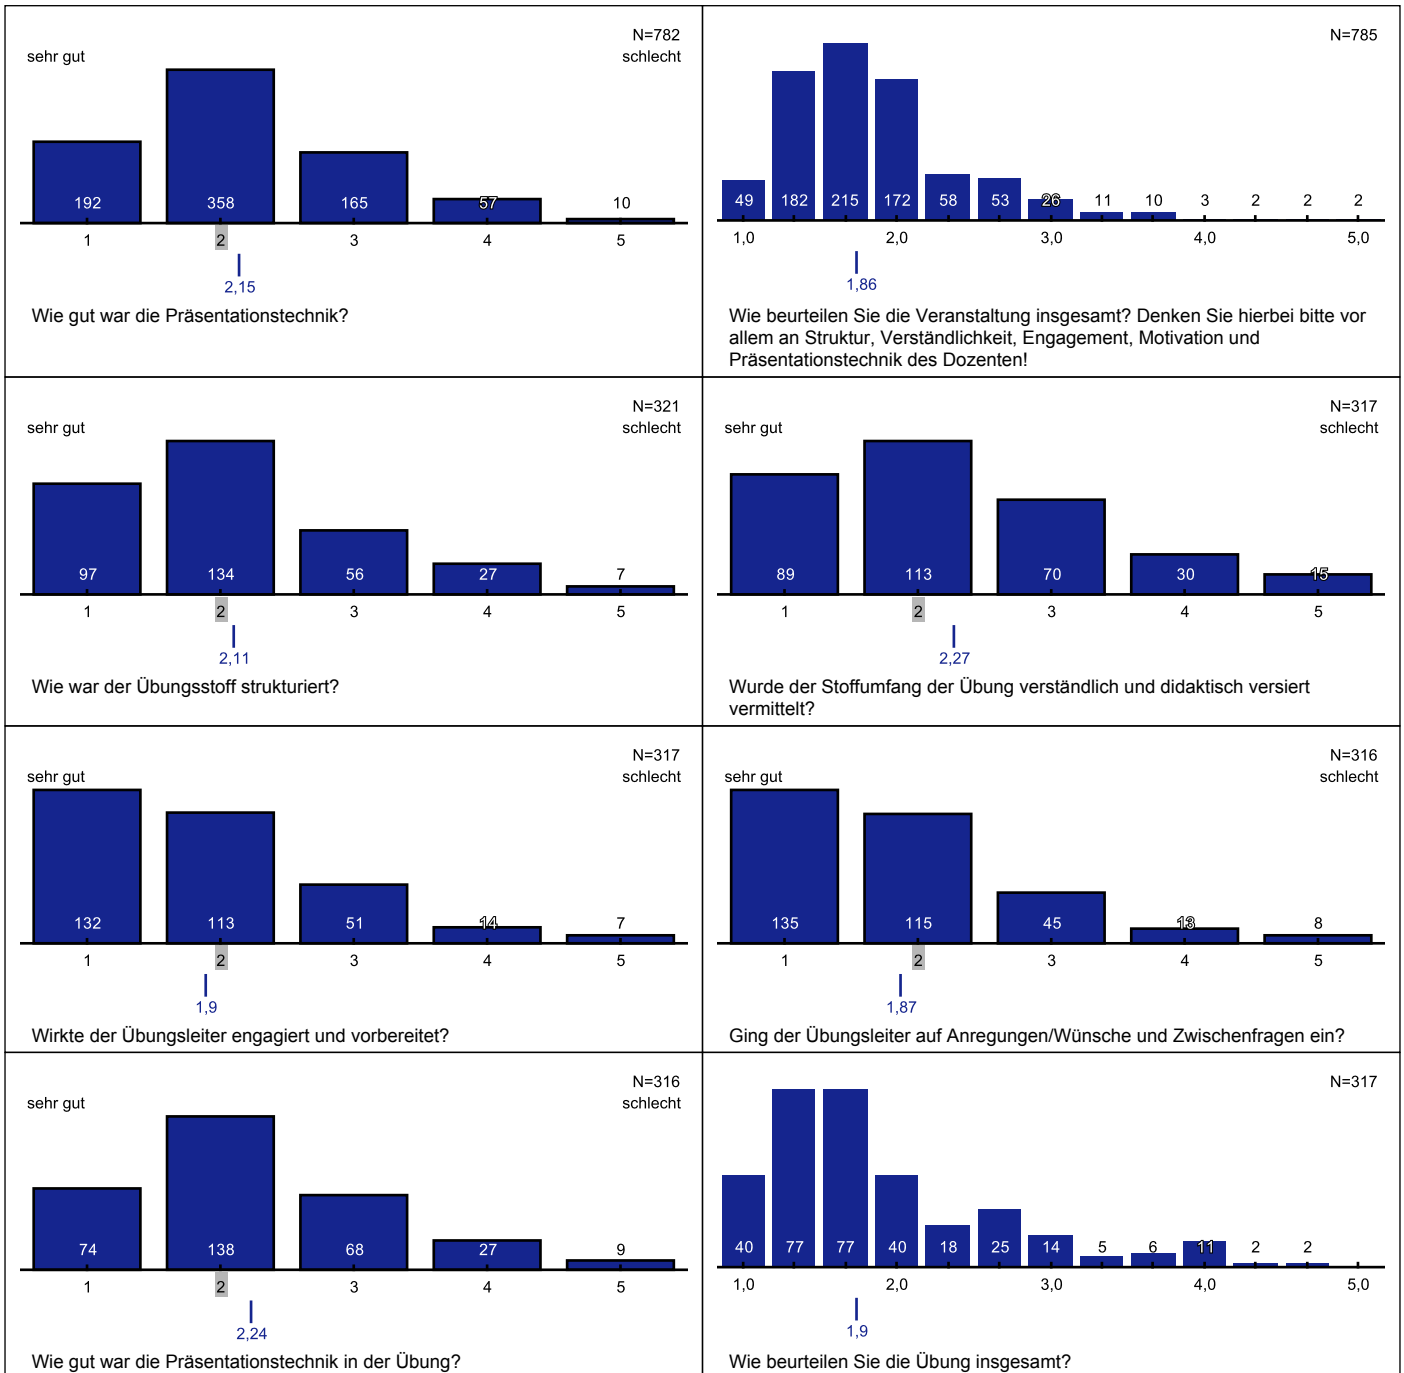 N=782
sehr gut schlecht
192 358 165 57 10
1 2 3 4 5
2,15
Wie gut war die Präsentationstechnik?
N=785
49 182 215 172 58 53 26 11 10 3 2 2 2
1,0 2,0 3,0 4,0 5,0
1,86
Wie beurteilen Sie die Veranstaltung insgesamt? Denken Sie hierbei bitte vor
allem an Struktur, Verständlichkeit, Engagement, Motivation und
Präsentationstechnik des Dozenten!
N=321
sehr gut schlecht
97 134 56 27 7
1 2 3 4 5
2,11
Wie war der Übungsstoff strukturiert?
N=317
sehr gut schlecht
89 113 70 30 15
1 2 3 4 5
2,27
Wurde der Stoffumfang der Übung verständlich und didaktisch versiert
vermittelt?
N=317
sehr gut schlecht
132 113 51 14 7
1 2 3 4 5
1,9
Wirkte der Übungsleiter engagiert und vorbereitet?
N=316
sehr gut schlecht
135 115 45 13 8
1 2 3 4 5
1,87
Ging der Übungsleiter auf Anregungen/Wünsche und Zwischenfragen ein?
N=316
sehr gut schlecht
74 138 68 27 9
1 2 3 4 5
2,24
Wie gut war die Präsentationstechnik in der Übung?
N=317
40 77 77 40 18 25 14 5 6 11 2 2
1,0 2,0 3,0 4,0 5,0
1,9
Wie beurteilen Sie die Übung insgesamt?